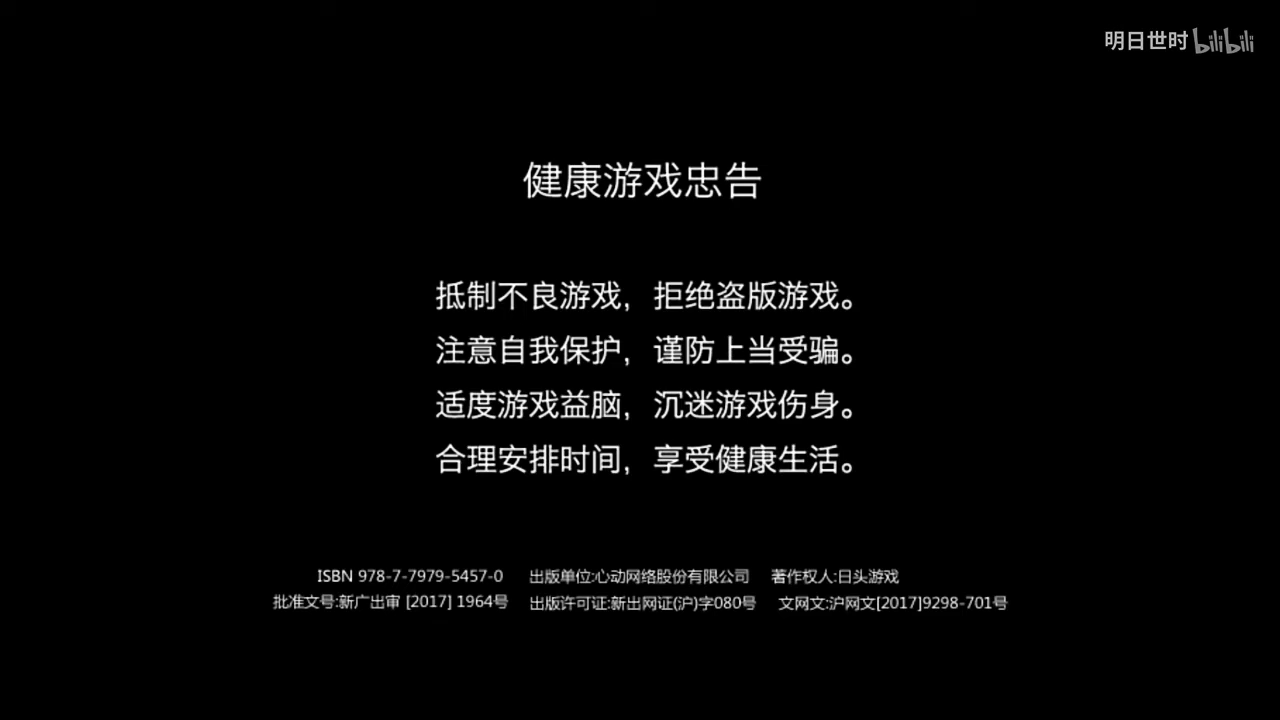 明日世时 bilibili
健康游戏忠告
抵制不良游戏，拒绝盗版游戏。
注意自我保护，谨防上当受骗。
适度游戏益脑，沉迷游戏伤身。
合理安排时间，享受健康生活。
ISBN 978-7-7979-5457-0 出版单位:心动网络股份有限公司 著作权人:日头游戏
批准文号:新广出审 [2017] 1964号 出版许可证:新出网证(沪)字080号 文网文:沪网文[2017]9298-701号